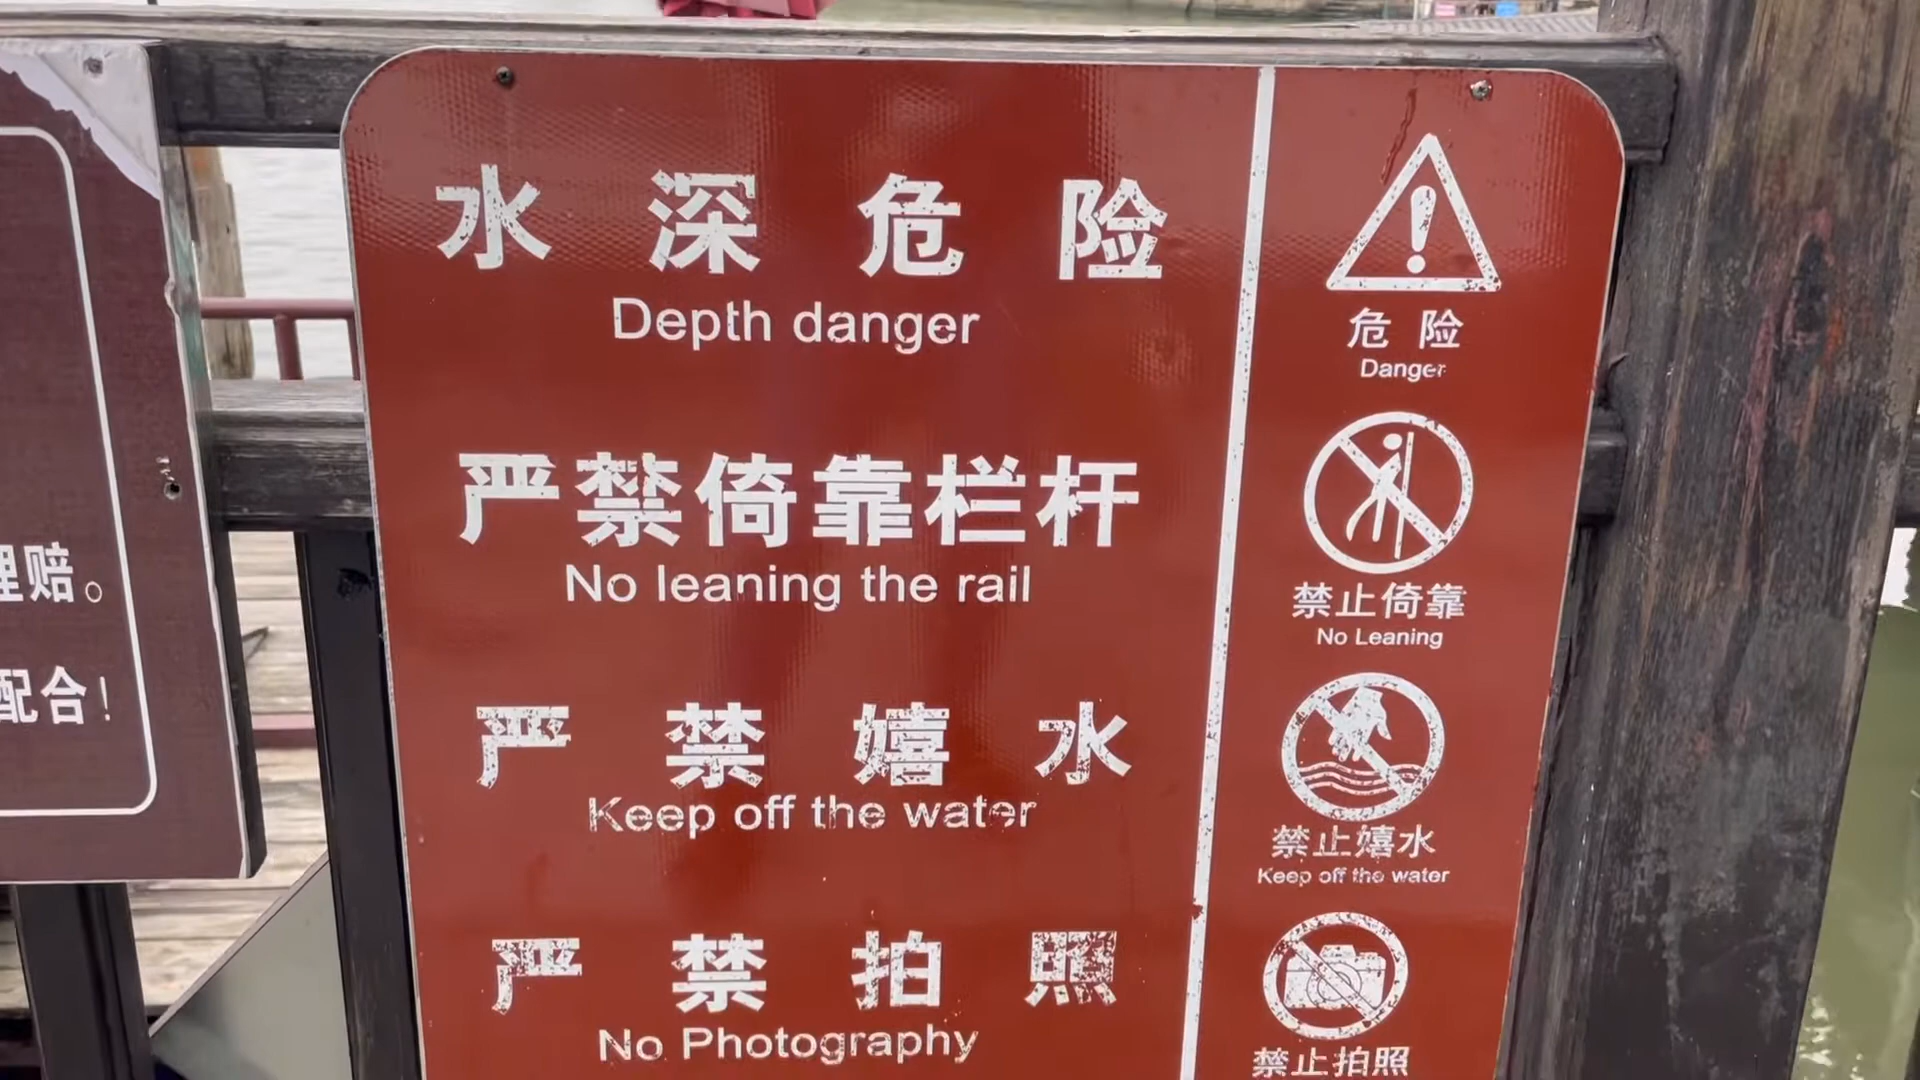 理赔。
配合!
水深危险
Depth danger
严禁倚靠栏杆
No leaning the rail
严禁嬉水
Keep off the water
严禁拍照
No Photography
危险
Danger
禁止倚靠
No Leaning
禁止嬉水
Keep off the water
禁止拍照